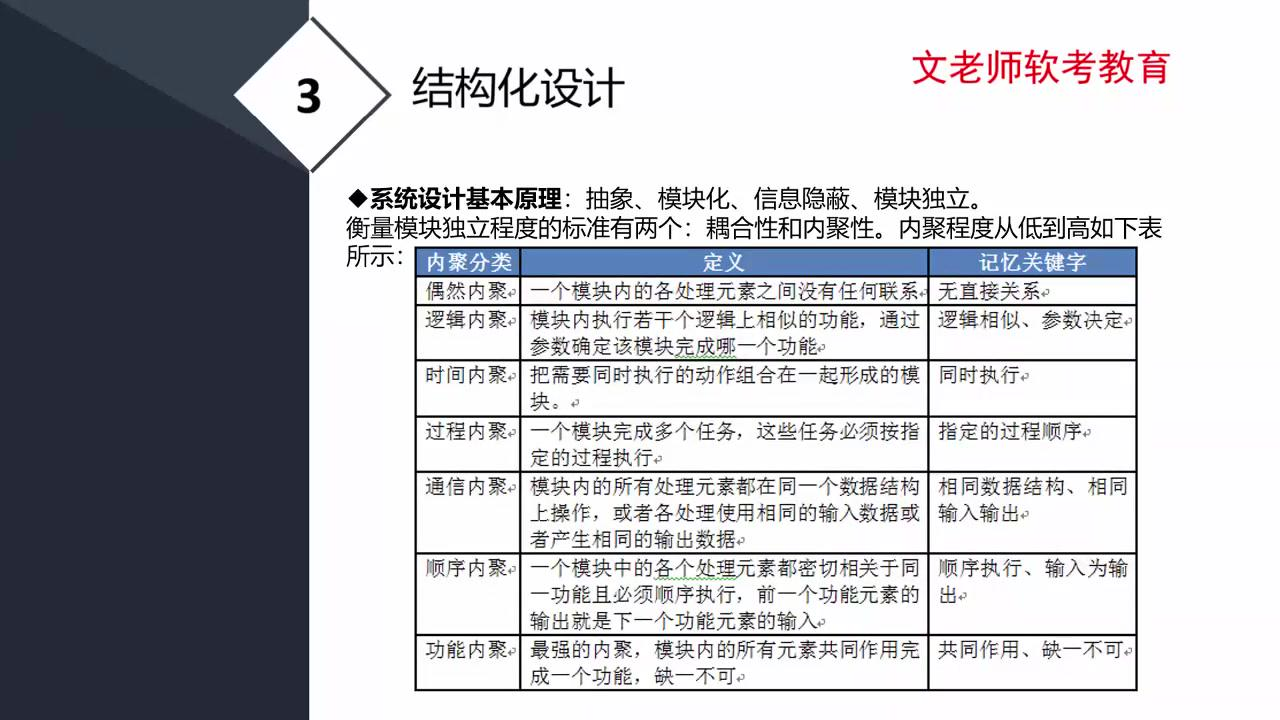 3
结构化设计
文老师软考教育
◆系统设计基本原理：抽象、模块化、信息隐蔽、模块独立。
衡量模块独立程度的标准有两个：耦合性和内聚性。内聚程度从低到高如下表
所示：
内聚分类 定义 记忆关键字
偶然内聚 一个模块内的各处理元素之间没有任何联系 无直接关系
逻辑内聚 模块内执行若干个逻辑上相似的功能，通过 逻辑相似、参数决定
参数确定该模块完成哪一个功能
时间内聚 把需要同时执行的动作组合在一起形成的模 同时执行
块。
过程内聚 一个模块完成多个任务，这些任务必须按指 指定的过程顺序
定的过程执行
通信内聚 模块内的所有处理元素都在同一个数据结构 相同数据结构、相同
上操作，或者各处理使用相同的输入数据或 输入输出
者产生相同的输出数据
顺序内聚 一个模块中的各个处理元素都密切相关于同 顺序执行、输入为输
一功能且必须顺序执行，前一个功能元素的 出
输出就是下一个功能元素的输入
功能内聚 最强的内聚，模块内的所有元素共同作用完 共同作用、缺一不可
成一个功能，缺一不可